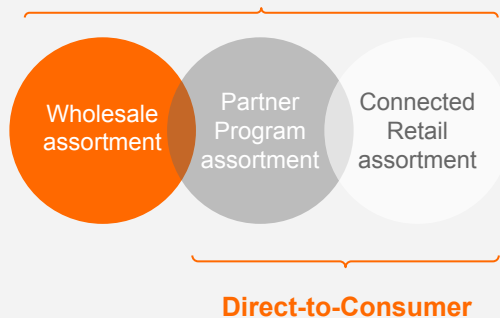 Wholesale
assortment
Partner
Program
assortment
Connected
Retail
assortment
Direct-to-Consumer